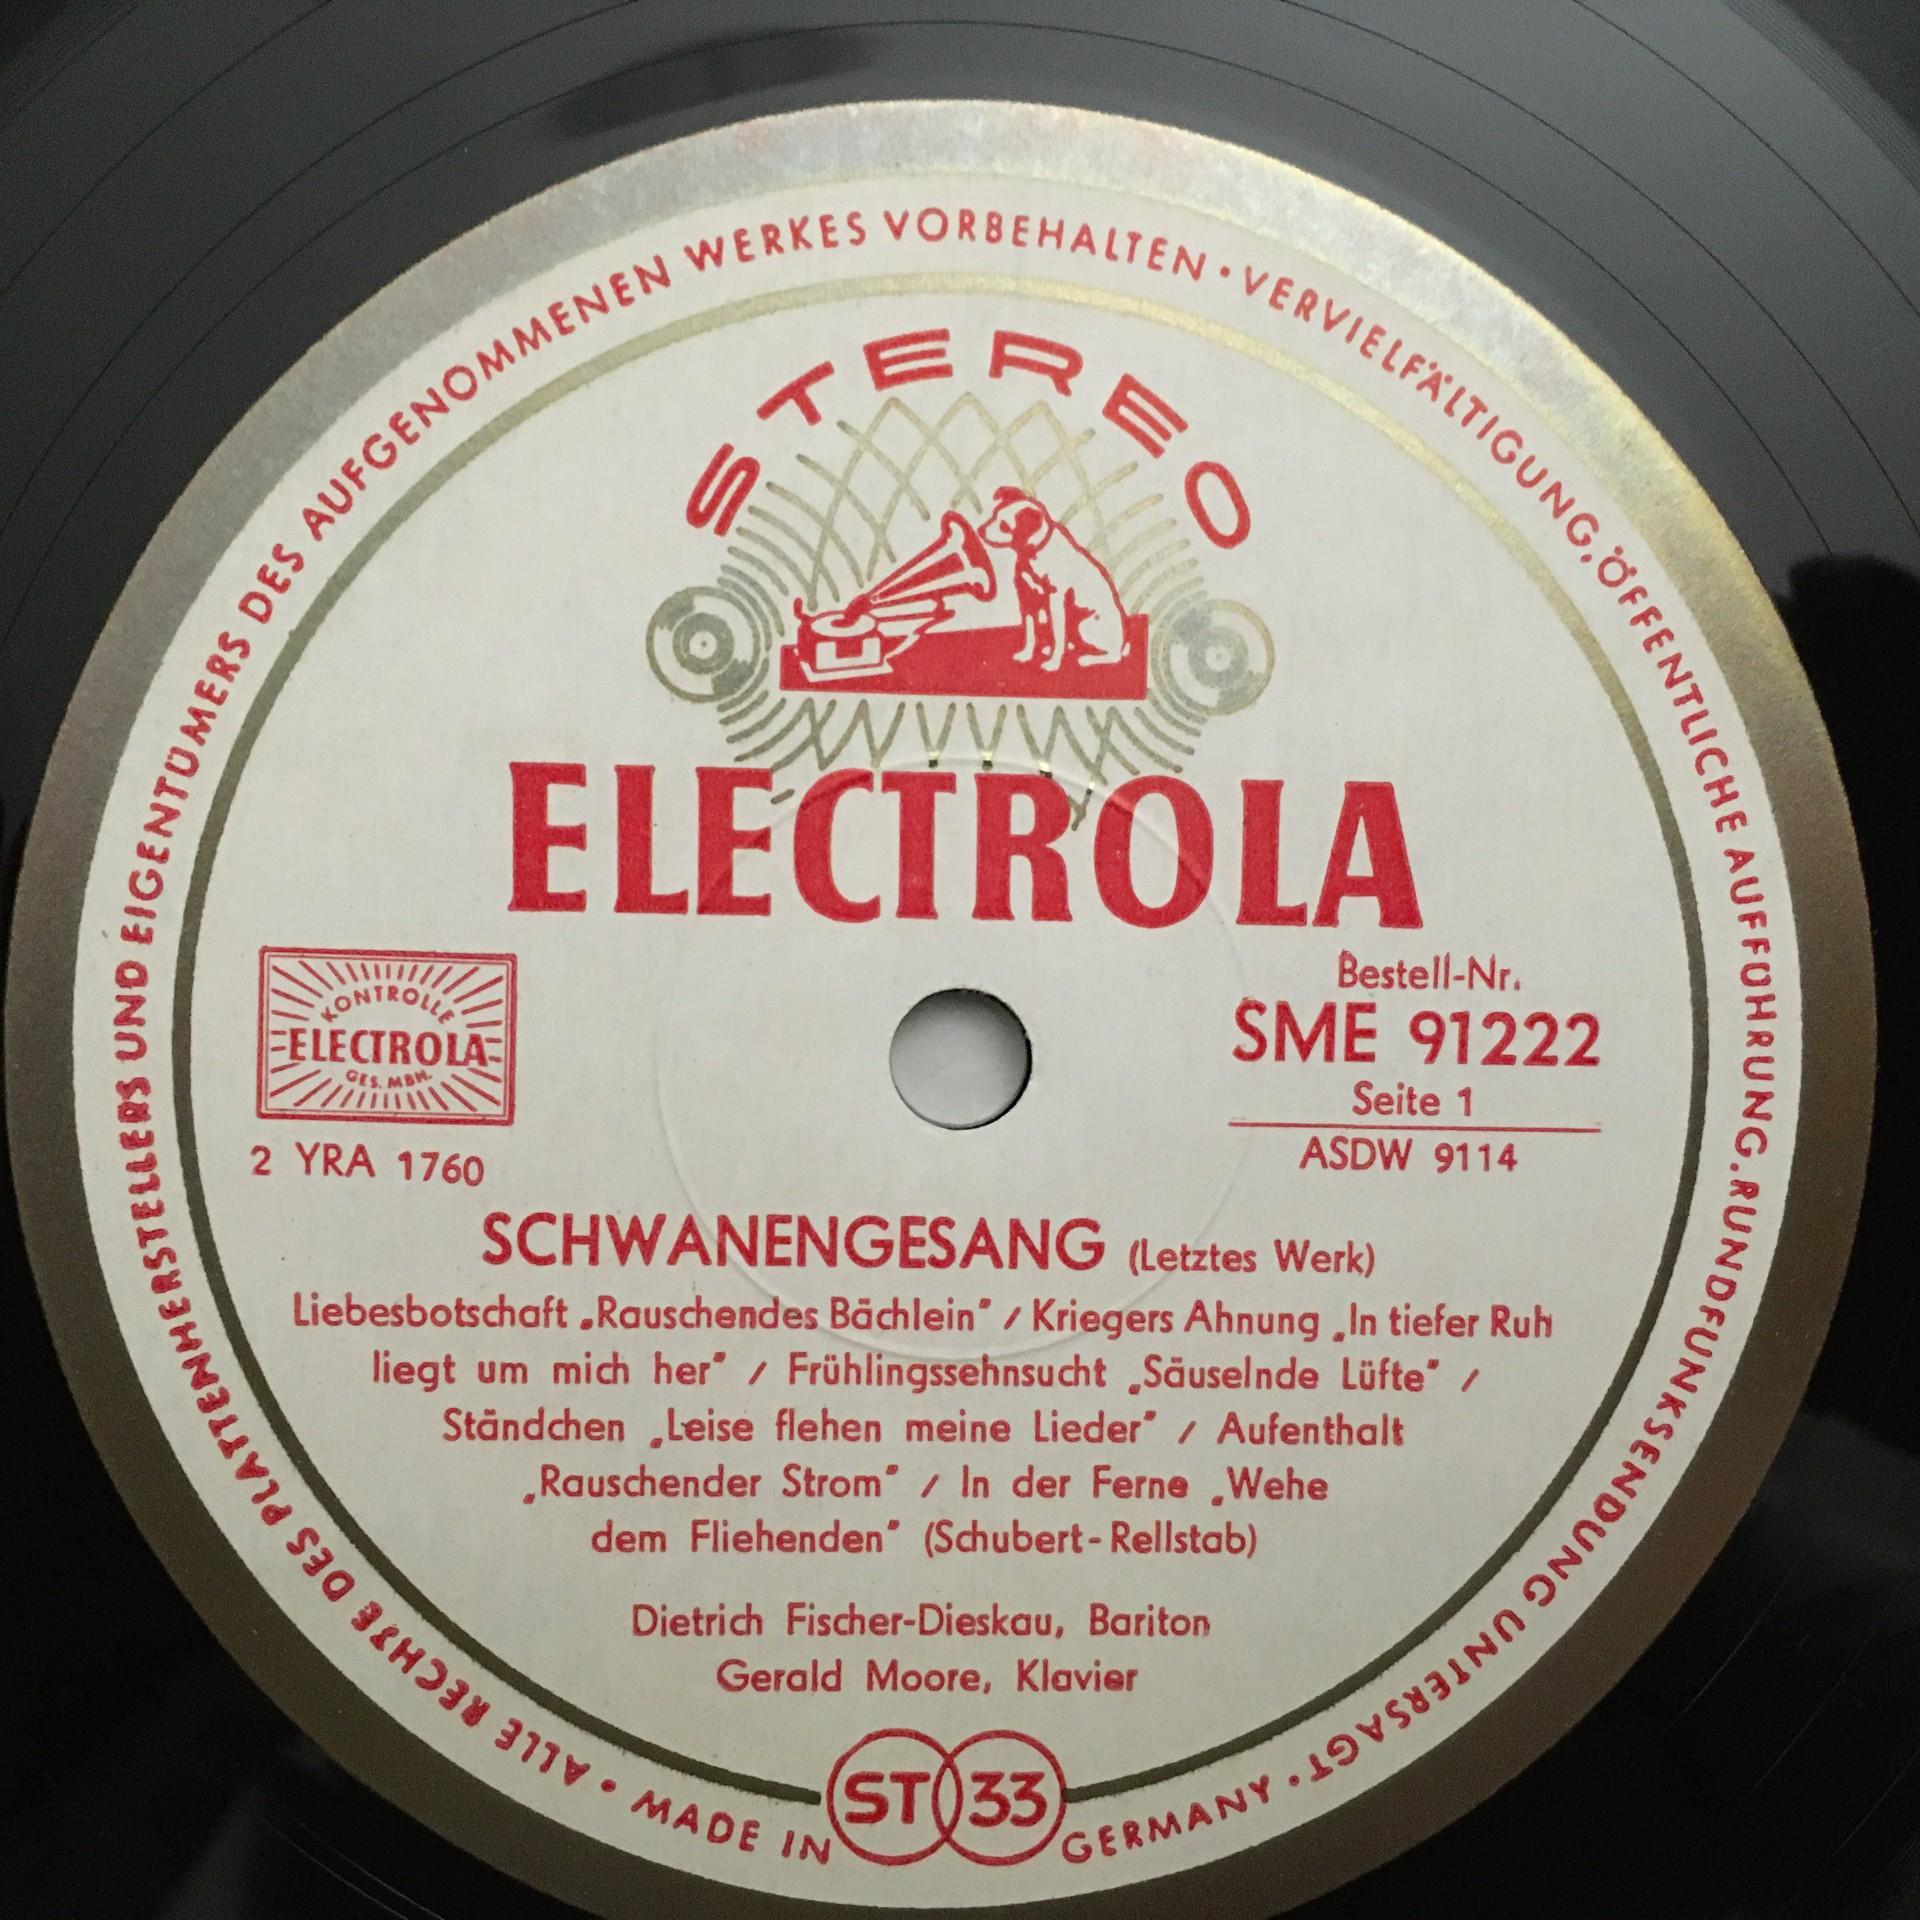 ALLE RECHTE DES PLATTENHERSTELLERS UND EIGENTÜMERS DES AUFGENOMMENEN WERKES VORBEHALTEN • VERVIELFÄLTIGUNG, ÖFFENTLICHE AUFFÜHRUNG, RUNDFUNKSENDUNG UNTERSAGT •
STEREO
ELECTROLA
KONTROLLE
ELECTROLA
GES. MBH.
2 YRA 1760
Bestell-Nr.
SME 91222
Seite 1
ASDW 9114
SCHWANENGESANG (Letztes Werk)
Liebesbotschaft „Rauschendes Bächlein" / Kriegers Ahnung „In tiefer Ruh
liegt um mich her" / Frühlingssehnsucht „Säuselnde Lüfte" /
Ständchen „Leise flehen meine Lieder" / Aufenthalt
„Rauschender Strom" / In der Ferne „Wehe
dem Fliehenden" (Schubert-Rellstab)
Dietrich Fischer-Dieskau, Bariton
Gerald Moore, Klavier
ST 33
MADE IN GERMANY